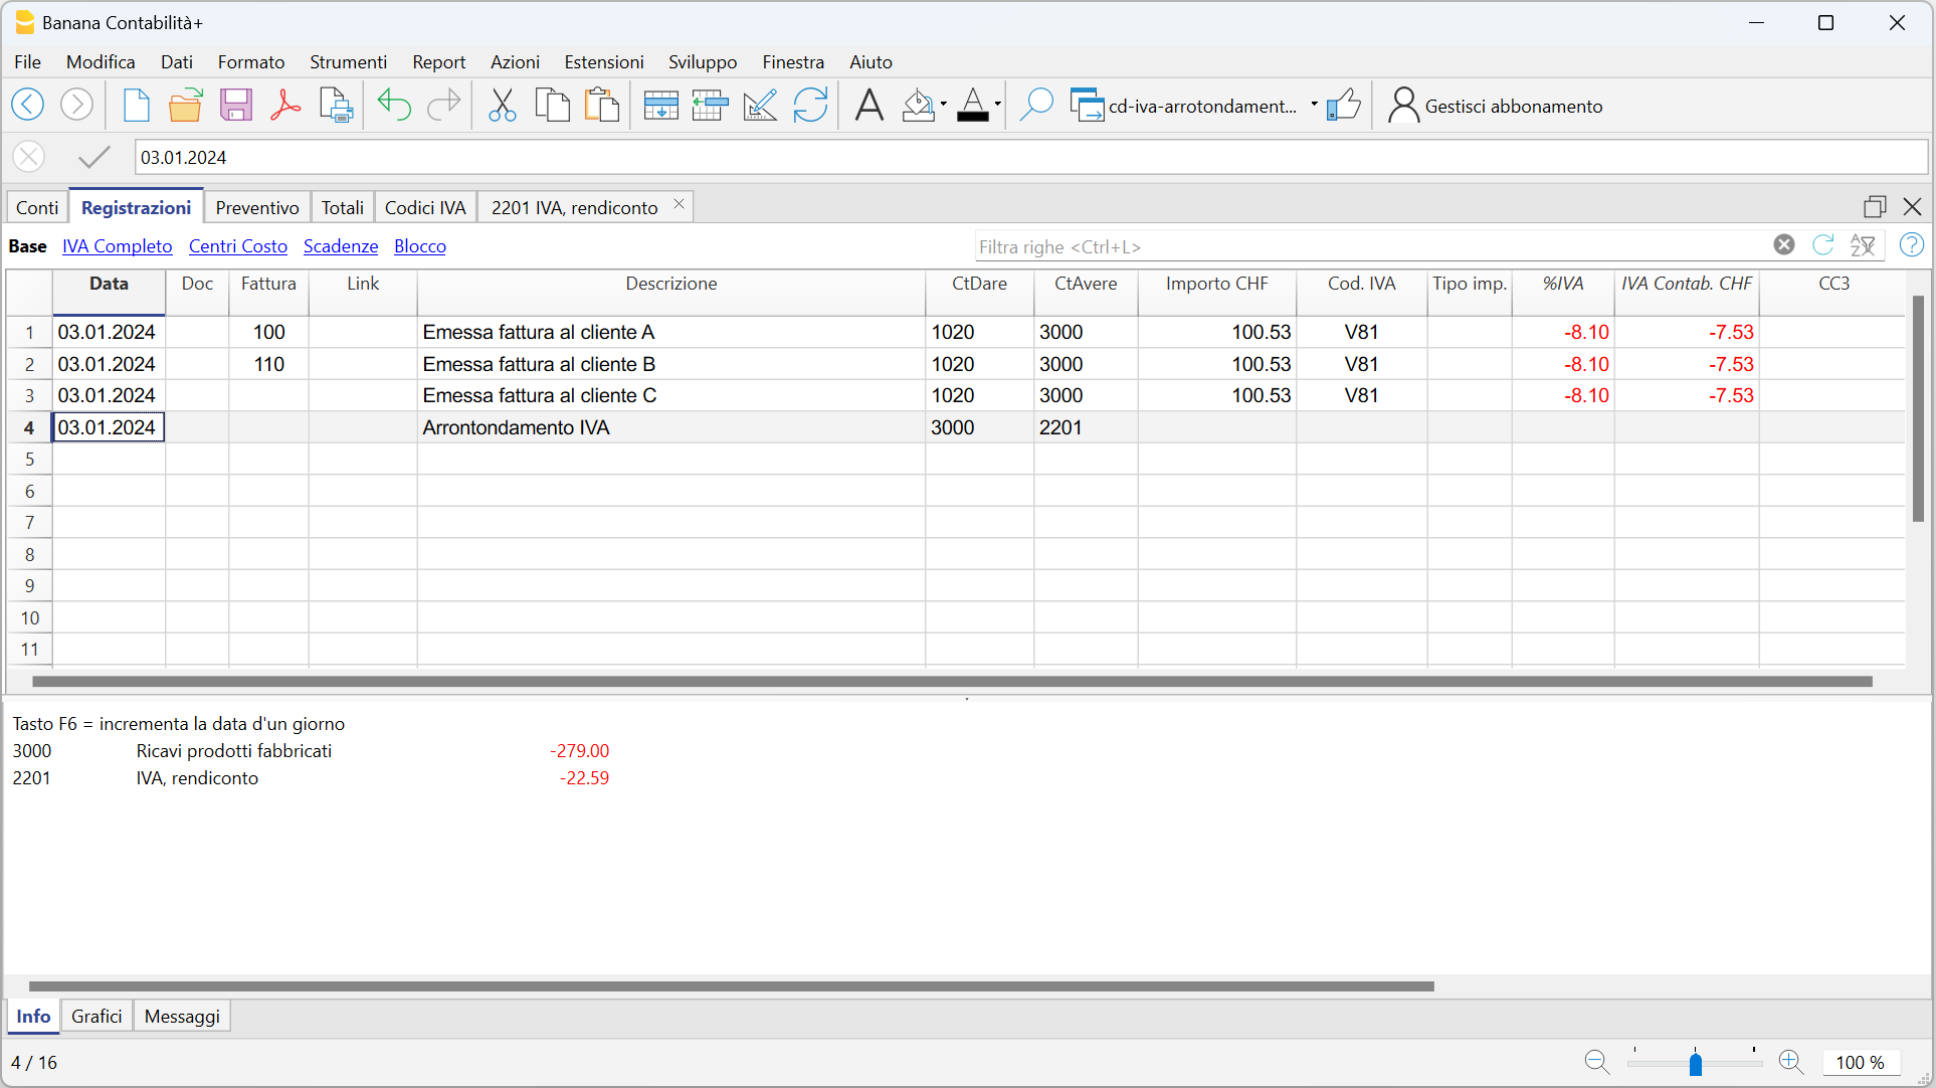 Banana Contabilità+
File Modifica Dati Formato Strumenti Report Azioni Estensioni Sviluppo Finestra Aiuto
cd-iva-arrotondament... Gestisci abbonamento
03.01.2024
Conti Registrazioni Preventivo Totali Codici IVA 2201 IVA, rendiconto
Base IVA Completo Centri Costo Scadenze Blocco Filtra righe <Ctrl+L>
Data Doc Fattura Link Descrizione CtDare CtAvere Importo CHF Cod. IVA Tipo imp. %IVA IVA Contab. CHF CC3
1 03.01.2024 100 Emessa fattura al cliente A 1020 3000 100.53 V81 -8.10 -7.53
2 03.01.2024 110 Emessa fattura al cliente B 1020 3000 100.53 V81 -8.10 -7.53
3 03.01.2024 Emessa fattura al cliente C 1020 3000 100.53 V81 -8.10 -7.53
4 03.01.2024 Arrontondamento IVA 3000 2201
5
6
7
8
9
10
11
Tasto F6 = incrementa la data d'un giorno
3000 Ricavi prodotti fabbricati -279.00
2201 IVA, rendiconto -22.59
Info Grafici Messaggi
4 / 16 100 %